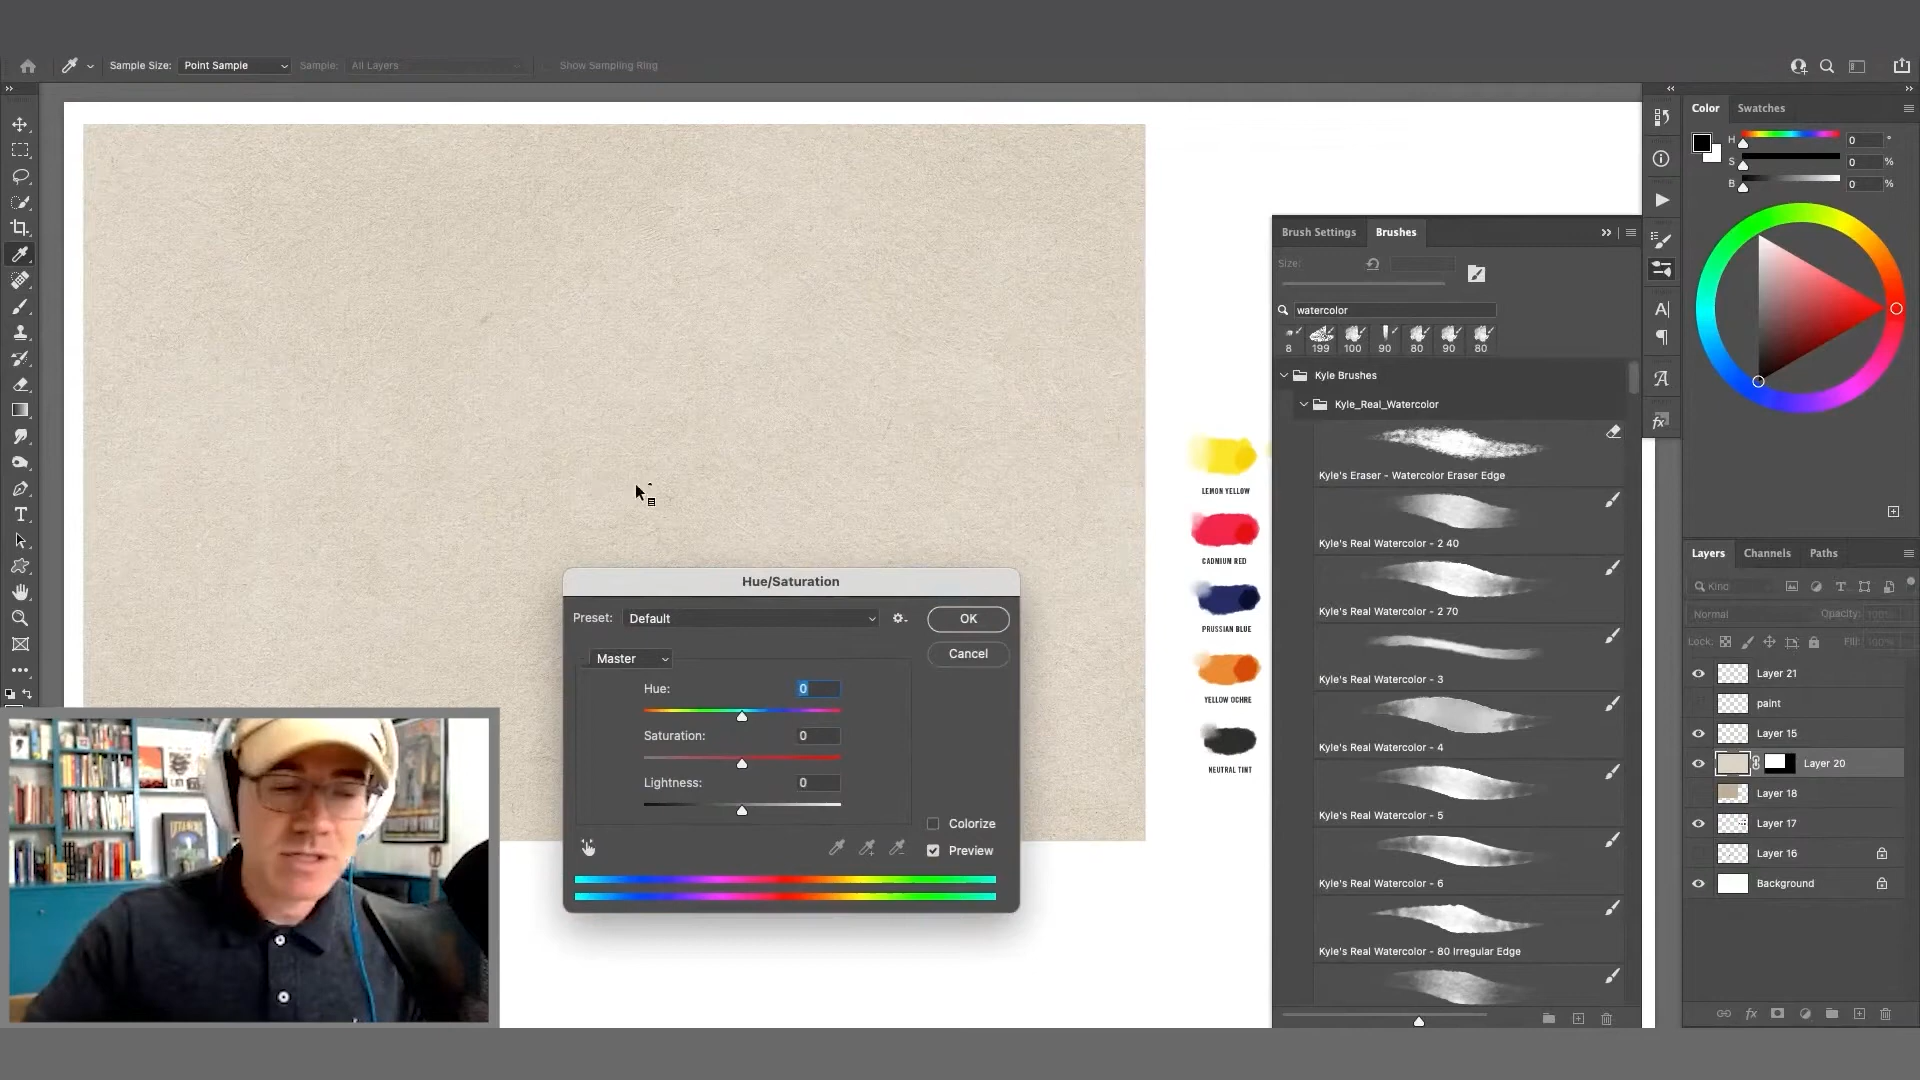 Sample Size: Point Sample Sample: All Layers Show Sampling Ring
Color Swatches
H 0 °
S 0 %
B 0 %
Brush Settings Brushes
Size:
watercolor
8 199 100 90 80 90 80
Kyle Brushes
Kyle_Real_Watercolor
Kyle's Eraser - Watercolor Eraser Edge
Kyle's Real Watercolor - 2 40
Kyle's Real Watercolor - 2 70
Kyle's Real Watercolor - 3
Kyle's Real Watercolor - 4
Kyle's Real Watercolor - 5
Kyle's Real Watercolor - 6
Kyle's Real Watercolor - 80 Irregular Edge
LEMON YELLOW
CADMIUM RED
PRUSSIAN BLUE
YELLOW OCHRE
NEUTRAL TINT
Hue/Saturation
Preset: Default OK
Cancel
Master
Hue: 0
Saturation: 0
Lightness: 0
Colorize
Preview
Layers Channels Paths
Kind
Normal Opacity: 100%
Lock: Fill: 100%
Layer 21
paint
Layer 15
Layer 20
Layer 18
Layer 17
Layer 16
Background